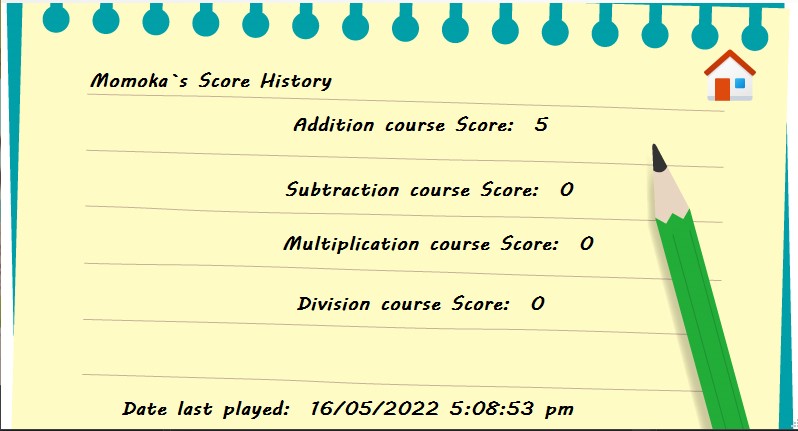 Momoka`s Score History
Addition course Score: 5
Subtraction course Score: 0
Multiplication course Score: 0
Division course Score: 0
Date last played: 16/05/2022 5:08:53 pm